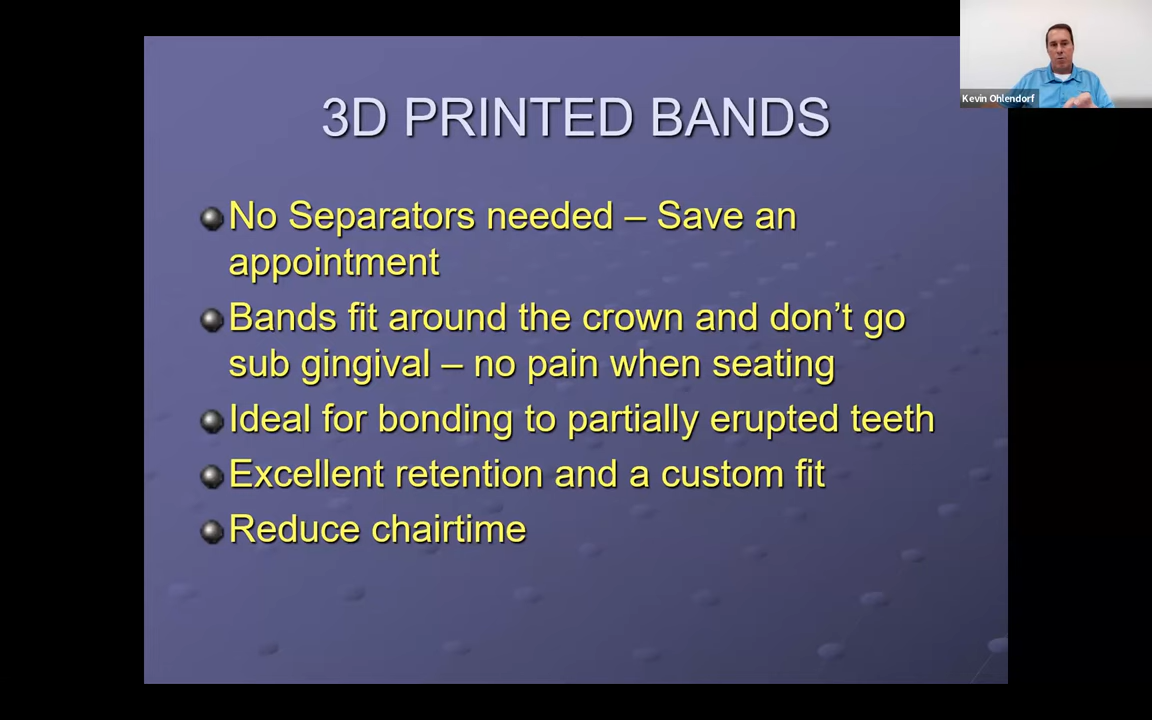 Kevin Ohlendorf
3D PRINTED BANDS
No Separators needed – Save an
appointment
Bands fit around the crown and don’t go
sub gingival – no pain when seating
Ideal for bonding to partially erupted teeth
Excellent retention and a custom fit
Reduce chairtime